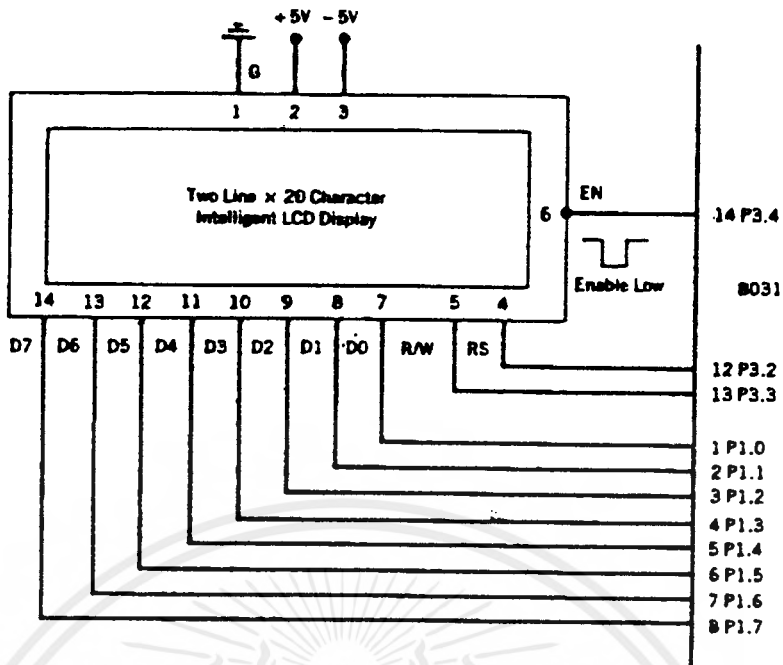 +5V -5V
G
1 2 3
Two Line × 20 Character
Intelligent LCD Display
6
EN
14 P3.4
Enable Low
8031
14 13 12 11 10 9 8 7 5 4
D7 D6 D5 D4 D3 D2 D1 D0 R/W RS
12 P3.2
13 P3.3
1 P1.0
2 P1.1
3 P1.2
4 P1.3
5 P1.4
6 P1.5
7 P1.6
8 P1.7